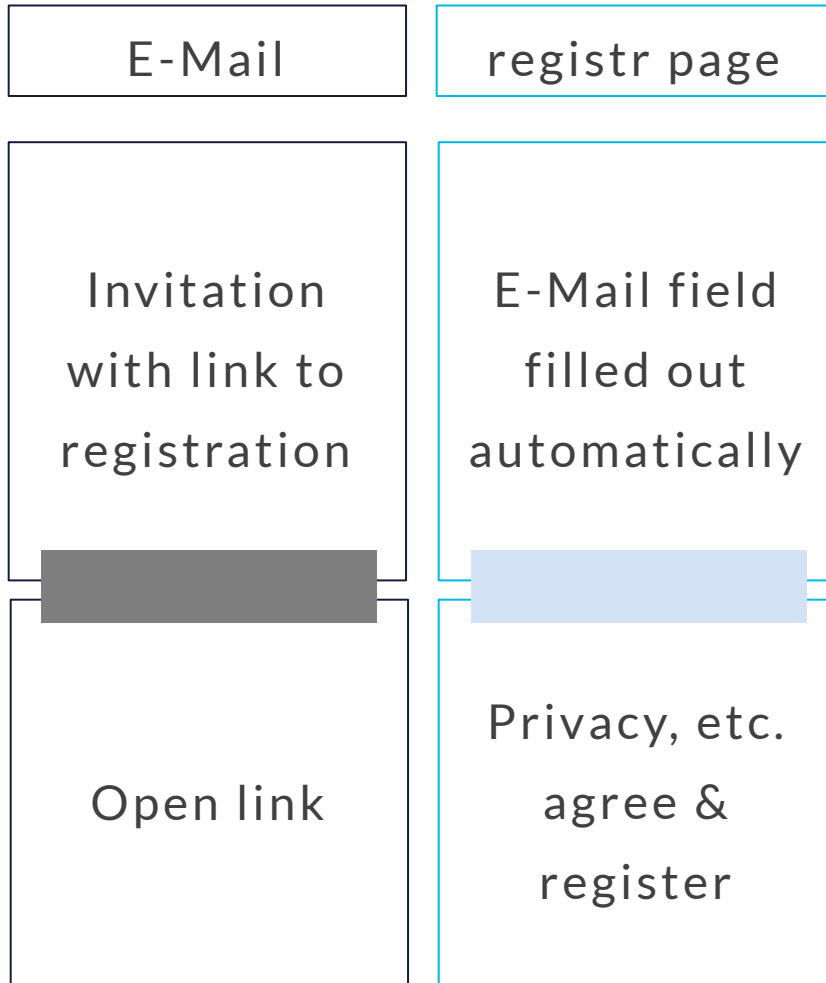 E-Mail
registr page
Invitation
with link to
registration
E-Mail field
filled out
automatically
Open link
Privacy, etc.
agree &
register